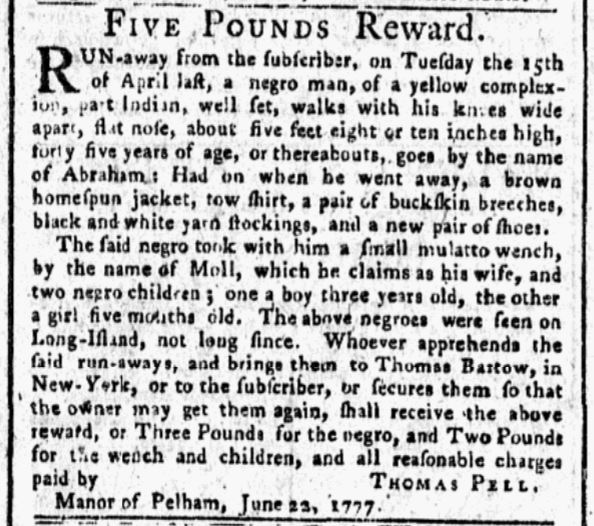 FIVE POUNDS Reward.
RUN-away from the subscriber, on Tuesday the 15th
of April last, a negro man, of a yellow complex-
ion, part Indian, well set, walks with his knees wide
apart, flat nose, about five feet eight or ten inches high,
forty five years of age, or thereabouts, goes by the name
of Abraham: Had on when he went away, a brown
homespun jacket, tow shirt, a pair of buckskin breeches,
black and white yarn stockings, and a new pair of shoes.
The said negro took with him a small mulatto wench,
by the name of Moll, which he claims as his wife, and
two negro children; one a boy three years old, the other
a girl five months old. The above negroes were seen on
Long-Island, not long since. Whoever apprehends the
said run-aways, and brings them to Thomas Bartow, in
New-York, or to the subscriber, or secures them so that
the owner may get them again, shall receive the above
reward, or Three Pounds for the negro, and Two Pounds
for the wench and children, and all reasonable charges
paid by THOMAS PELL.
Manor of Pelham, June 22, 1777.